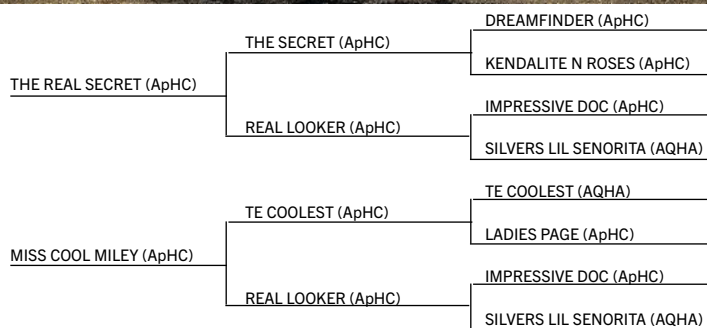 DREAMFINDER (ApHC)
THE SECRET (ApHC)
KENDALITE N ROSES (ApHC)
THE REAL SECRET (ApHC)
IMPRESSIVE DOC (ApHC)
REAL LOOKER (ApHC)
SILVERS LIL SENORITA (AQHA)
TE COOLEST (AQHA)
TE COOLEST (ApHC)
LADIES PAGE (ApHC)
MISS COOL MILEY (ApHC)
IMPRESSIVE DOC (ApHC)
REAL LOOKER (ApHC)
SILVERS LIL SENORITA (AQHA)